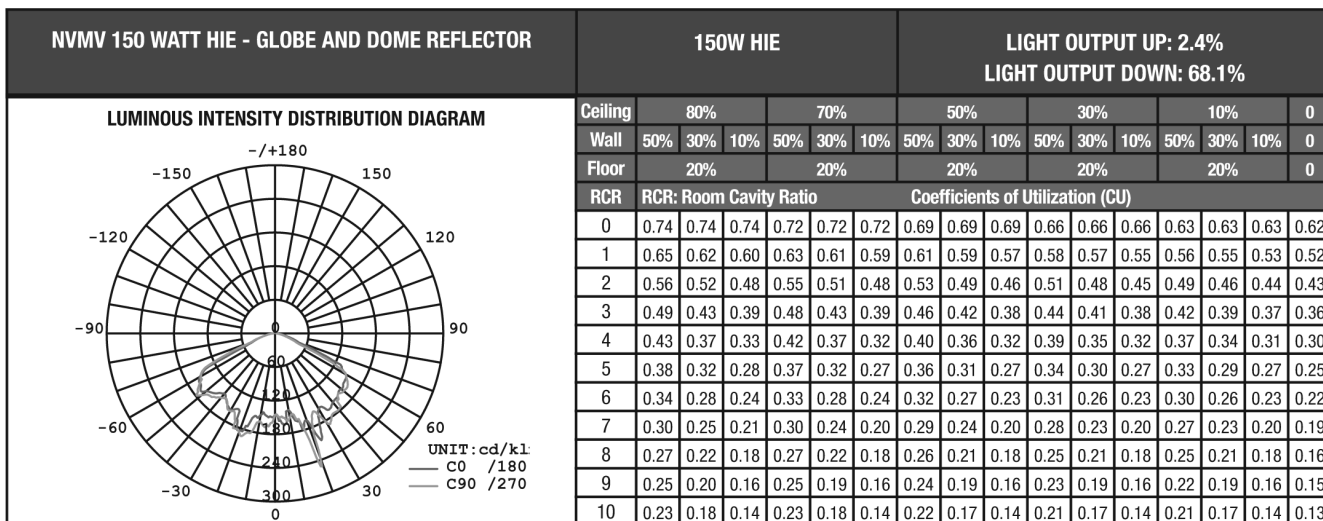 NVMV 150 WATT HIE - GLOBE AND DOME REFLECTOR
150W HIE
LIGHT OUTPUT UP: 2.4%
LIGHT OUTPUT DOWN: 68.1%
LUMINOUS INTENSITY DISTRIBUTION DIAGRAM
-/+180
-150 150
-120 120
-90 90
-60 60
-30 30
0
0
60
120
180
240
300
UNIT:cd/kl
C0 /180
C90 /270
Ceiling 80% 70% 50% 30% 10% 0
Wall 50% 30% 10% 50% 30% 10% 50% 30% 10% 50% 30% 10% 50% 30% 10% 0
Floor 20% 20% 20% 20% 20% 0
RCR RCR: Room Cavity Ratio Coefficients of Utilization (CU)
0 0.74 0.74 0.74 0.72 0.72 0.72 0.69 0.69 0.69 0.66 0.66 0.66 0.63 0.63 0.63 0.62
1 0.65 0.62 0.60 0.63 0.61 0.59 0.61 0.59 0.57 0.58 0.57 0.55 0.56 0.55 0.53 0.52
2 0.56 0.52 0.48 0.55 0.51 0.48 0.53 0.49 0.46 0.51 0.48 0.45 0.49 0.46 0.44 0.43
3 0.49 0.43 0.39 0.48 0.43 0.39 0.46 0.42 0.38 0.44 0.41 0.38 0.42 0.39 0.37 0.36
4 0.43 0.37 0.33 0.42 0.37 0.32 0.40 0.36 0.32 0.39 0.35 0.32 0.37 0.34 0.31 0.30
5 0.38 0.32 0.28 0.37 0.32 0.27 0.36 0.31 0.27 0.34 0.30 0.27 0.33 0.29 0.27 0.25
6 0.34 0.28 0.24 0.33 0.28 0.24 0.32 0.27 0.23 0.31 0.26 0.23 0.30 0.26 0.23 0.22
7 0.30 0.25 0.21 0.30 0.24 0.20 0.29 0.24 0.20 0.28 0.23 0.20 0.27 0.23 0.20 0.19
8 0.27 0.22 0.18 0.27 0.22 0.18 0.26 0.21 0.18 0.25 0.21 0.18 0.25 0.21 0.18 0.16
9 0.25 0.20 0.16 0.25 0.19 0.16 0.24 0.19 0.16 0.23 0.19 0.16 0.22 0.19 0.16 0.15
10 0.23 0.18 0.14 0.23 0.18 0.14 0.22 0.17 0.14 0.21 0.17 0.14 0.21 0.17 0.14 0.13